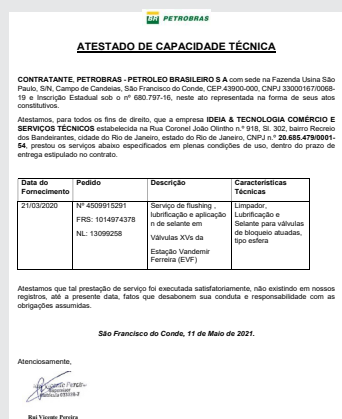 BR PETROBRAS
ATESTADO DE CAPACIDADE TÉCNICA
CONTRATANTE, PETROBRAS - PETROLEO BRASILEIRO S A com sede na Fazenda Usina São
Paulo, S/N, Campo de Candeias, São Francisco do Conde, CEP.43900-000, CNPJ 33000167/0068-
19 e Inscrição Estadual sob o nº 680.797-16, neste ato representada na forma de seus atos
constitutivos.
Atestamos, para todos os fins de direito, que a empresa IDEIA & TECNOLOGIA COMÉRCIO E
SERVIÇOS TÉCNICOS estabelecida na Rua Coronel João Olintho n.º 918, Sl. 302, bairro Recreio
dos Bandeirantes, cidade do Rio de Janeiro, estado do Rio de Janeiro, CNPJ n.º 20.685.479/0001-
54, prestou os serviços abaixo especificados em plenas condições de uso, dentro do prazo de
entrega estipulado no contrato.
Data do Fornecimento Pedido Descrição Características Técnicas
21/03/2020
Nº 4509915291
FRS: 1014974378
NL: 13099258
Serviço de flushing ,
lubrificação e aplicação
n de selante em
Válvulas XVs da
Estação Vandemir
Ferreira (EVF)
Limpador,
Lubrificação e
Selante para válvulas
de bloqueio atuadas,
tipo esfera
Atestamos que tal prestação de serviço foi executada satisfatoriamente, não existindo em nossos
registros, até a presente data, fatos que desabonem sua conduta e responsabilidade com as
obrigações assumidas.
São Francisco do Conde, 11 de Maio de 2021.
Atenciosamente,
Rui Vicente Pereira